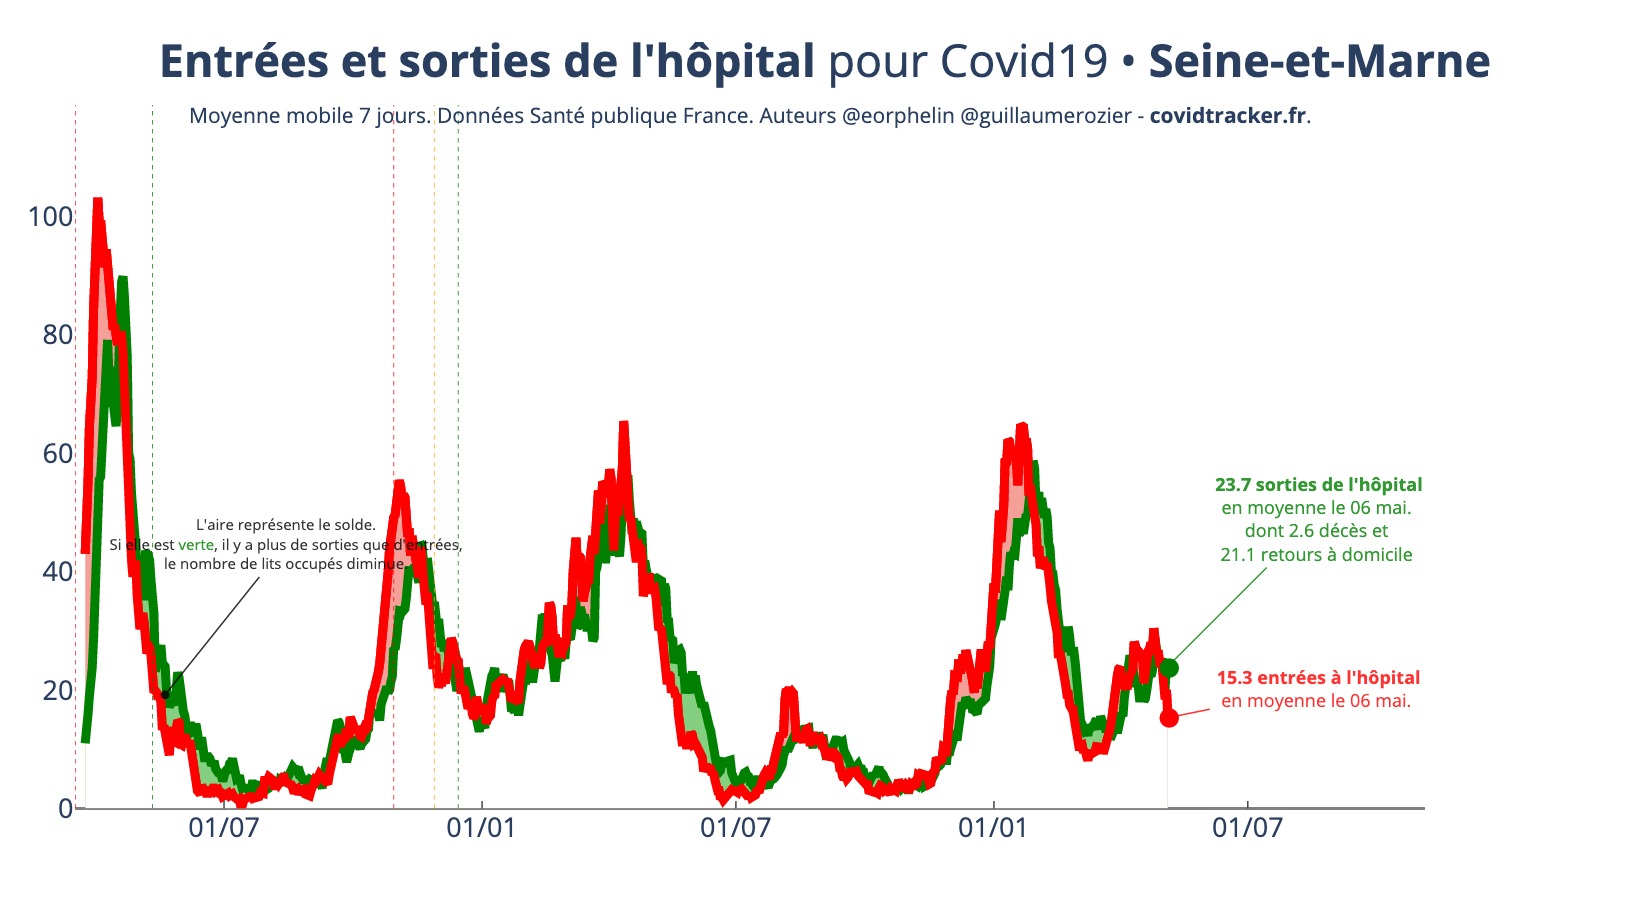 Entrées et sorties de l'hôpital pour Covid19 • Seine-et-Marne
Moyenne mobile 7 jours. Données Santé publique France. Auteurs @eorphelin @guillaumerozier - covidtracker.fr.
100
80
60
40
20
0
L'aire représente le solde.
Si elle est verte, il y a plus de sorties que d'entrées,
le nombre de lits occupés diminue.
23.7 sorties de l'hôpital
en moyenne le 06 mai.
dont 2.6 décès et
21.1 retours à domicile
15.3 entrées à l'hôpital
en moyenne le 06 mai.
01/07
01/01
01/07
01/01
01/07